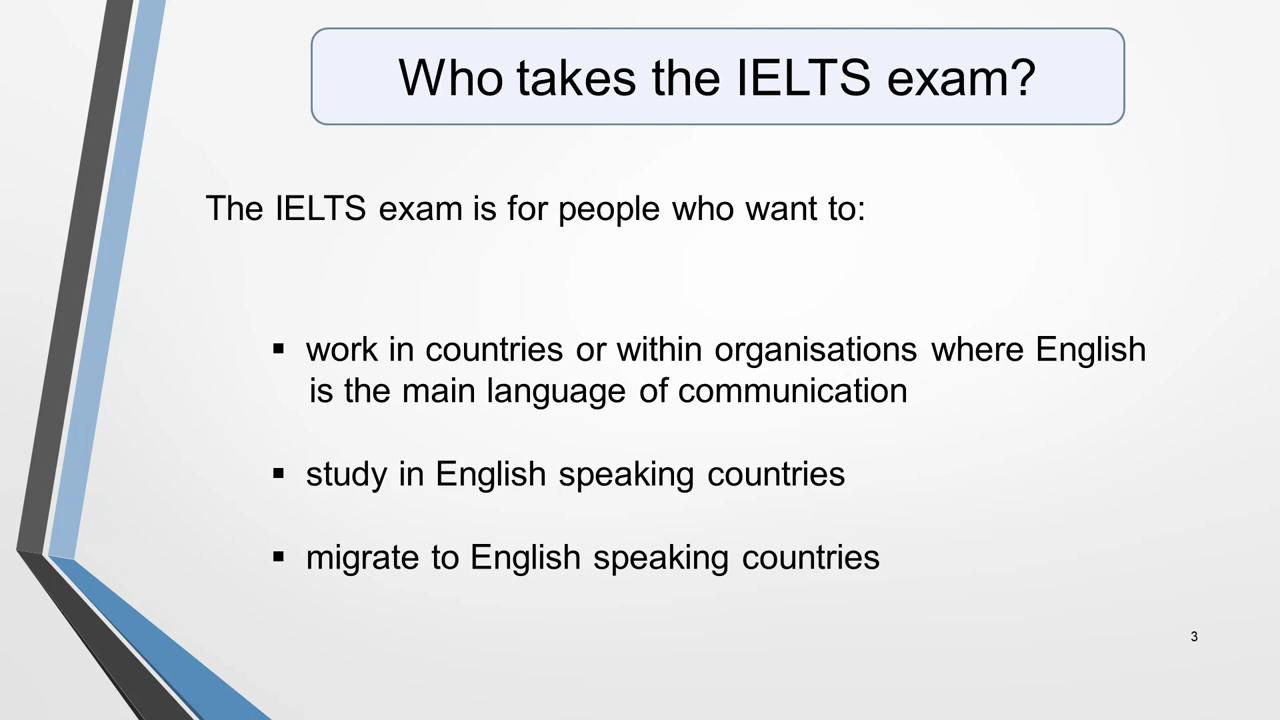 Who takes the IELTS exam?
The IELTS exam is for people who want to:
▪ work in countries or within organisations where English
is the main language of communication
▪ study in English speaking countries
▪ migrate to English speaking countries
3